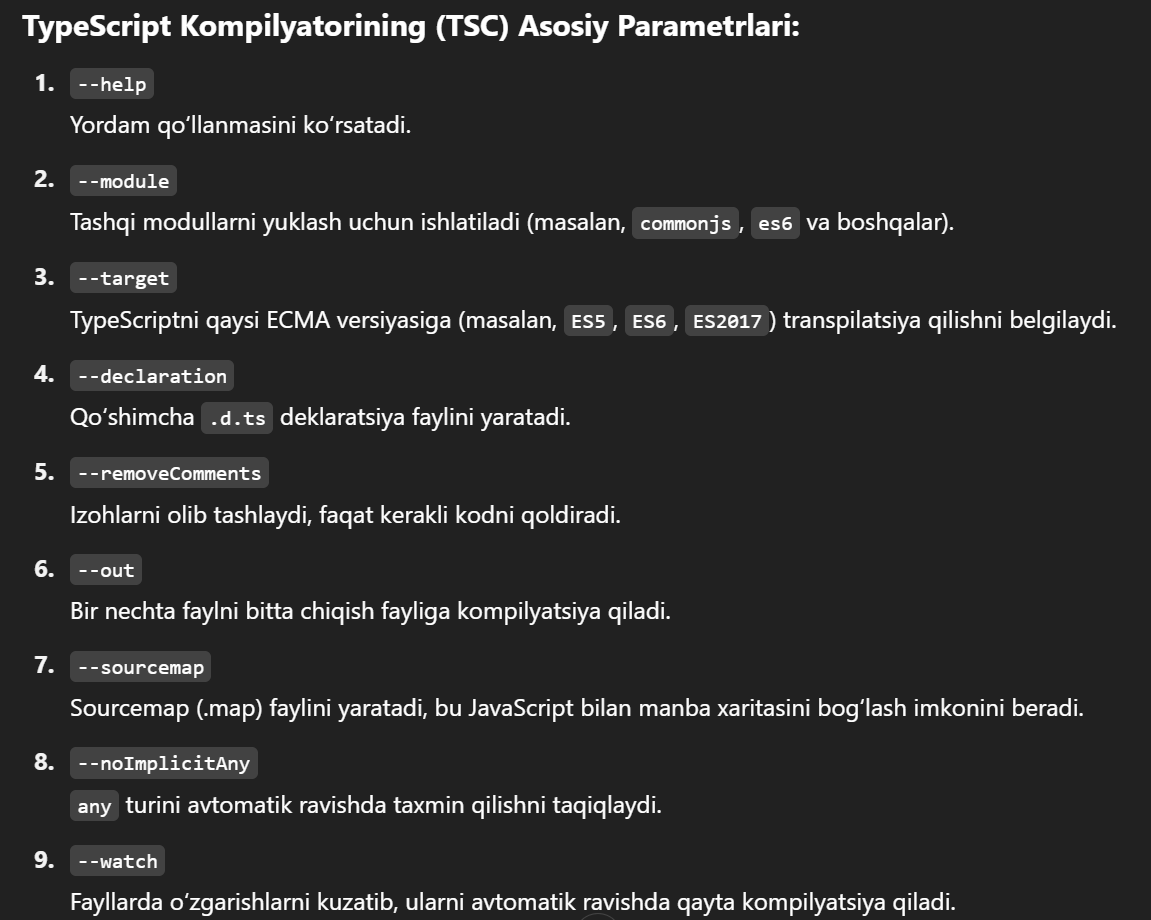 TypeScript Kompilyatorining (TSC) Asosiy Parametrlari:
1. --help
Yordam qo‘llanmasini ko‘rsatadi.
2. --module
Tashqi modullarni yuklash uchun ishlatiladi (masalan, commonjs, es6 va boshqalar).
3. --target
TypeScriptni qaysi ECMA versiyasiga (masalan, ES5, ES6, ES2017) transpilatsiya qilishni belgilaydi.
4. --declaration
Qo‘shimcha .d.ts deklaratsiya faylini yaratadi.
5. --removeComments
Izohlarni olib tashlaydi, faqat kerakli kodni qoldiradi.
6. --out
Bir nechta faylni bitta chiqish fayliga kompilyatsiya qiladi.
7. --sourcemap
Sourcemap (.map) faylini yaratadi, bu JavaScript bilan manba xaritasini bog‘lash imkonini beradi.
8. --noImplicitAny
any turini avtomatik ravishda taxmin qilishni taqiqlaydi.
9. --watch
Fayllarda o‘zgarishlarni kuzatib, ularni avtomatik ravishda qayta kompilyatsiya qiladi.